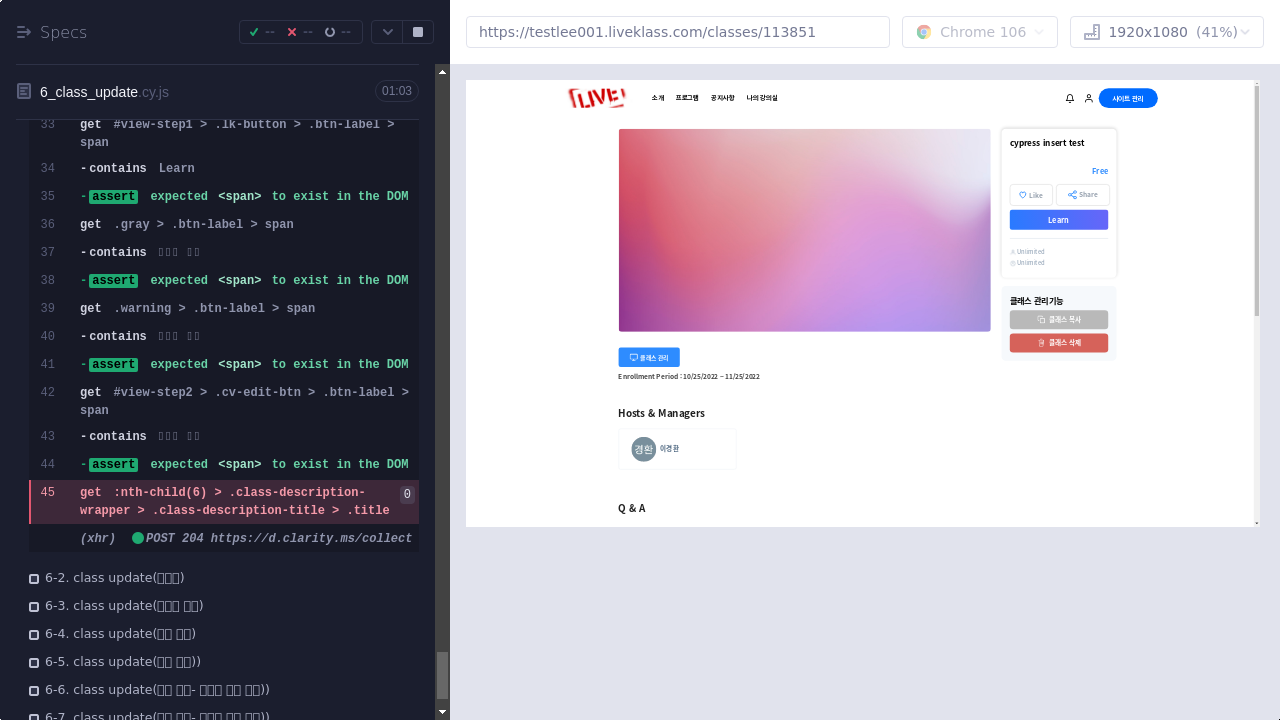 Specs
--
--
--
https://testlee001.liveklass.com/classes/113851
Chrome 106
1920x1080 (41%)
6_class_update.cy.js
01:03
33 get #view-step1 > .lk-button > .btn-label >
span
34 -contains Learn
35 -assert expected <span> to exist in the DOM
36 get .gray > .btn-label > span
37 -contains
38 -assert expected <span> to exist in the DOM
39 get .warning > .btn-label > span
40 -contains
41 -assert expected <span> to exist in the DOM
42 get #view-step2 > .cv-edit-btn > .btn-label >
span
43 -contains
44 -assert expected <span> to exist in the DOM
45 get :nth-child(6) > .class-description-
wrapper > .class-description-title > .title
0
(xhr) POST 204 https://d.clarity.ms/collect
6-2. class update(□□□)
6-3. class update(□□□ □□)
6-4. class update(□□ □□)
6-5. class update(□□ □□))
6-6. class update(□□ □□- □□□ □□ □□))
6-7. class update(□□ □□- □□□ □□ □□))
LIVE!
소개 프로그램 공지사항 나의 강의실
사이트 관리
cypress insert test
Free
Like
Share
Learn
Unlimited
Unlimited
클래스 관리기능
클래스 복사
클래스 삭제
클래스 관리
Enrollment Period : 10/25/2022 ~ 11/25/2022
Hosts & Managers
경환 이경환
Q & A